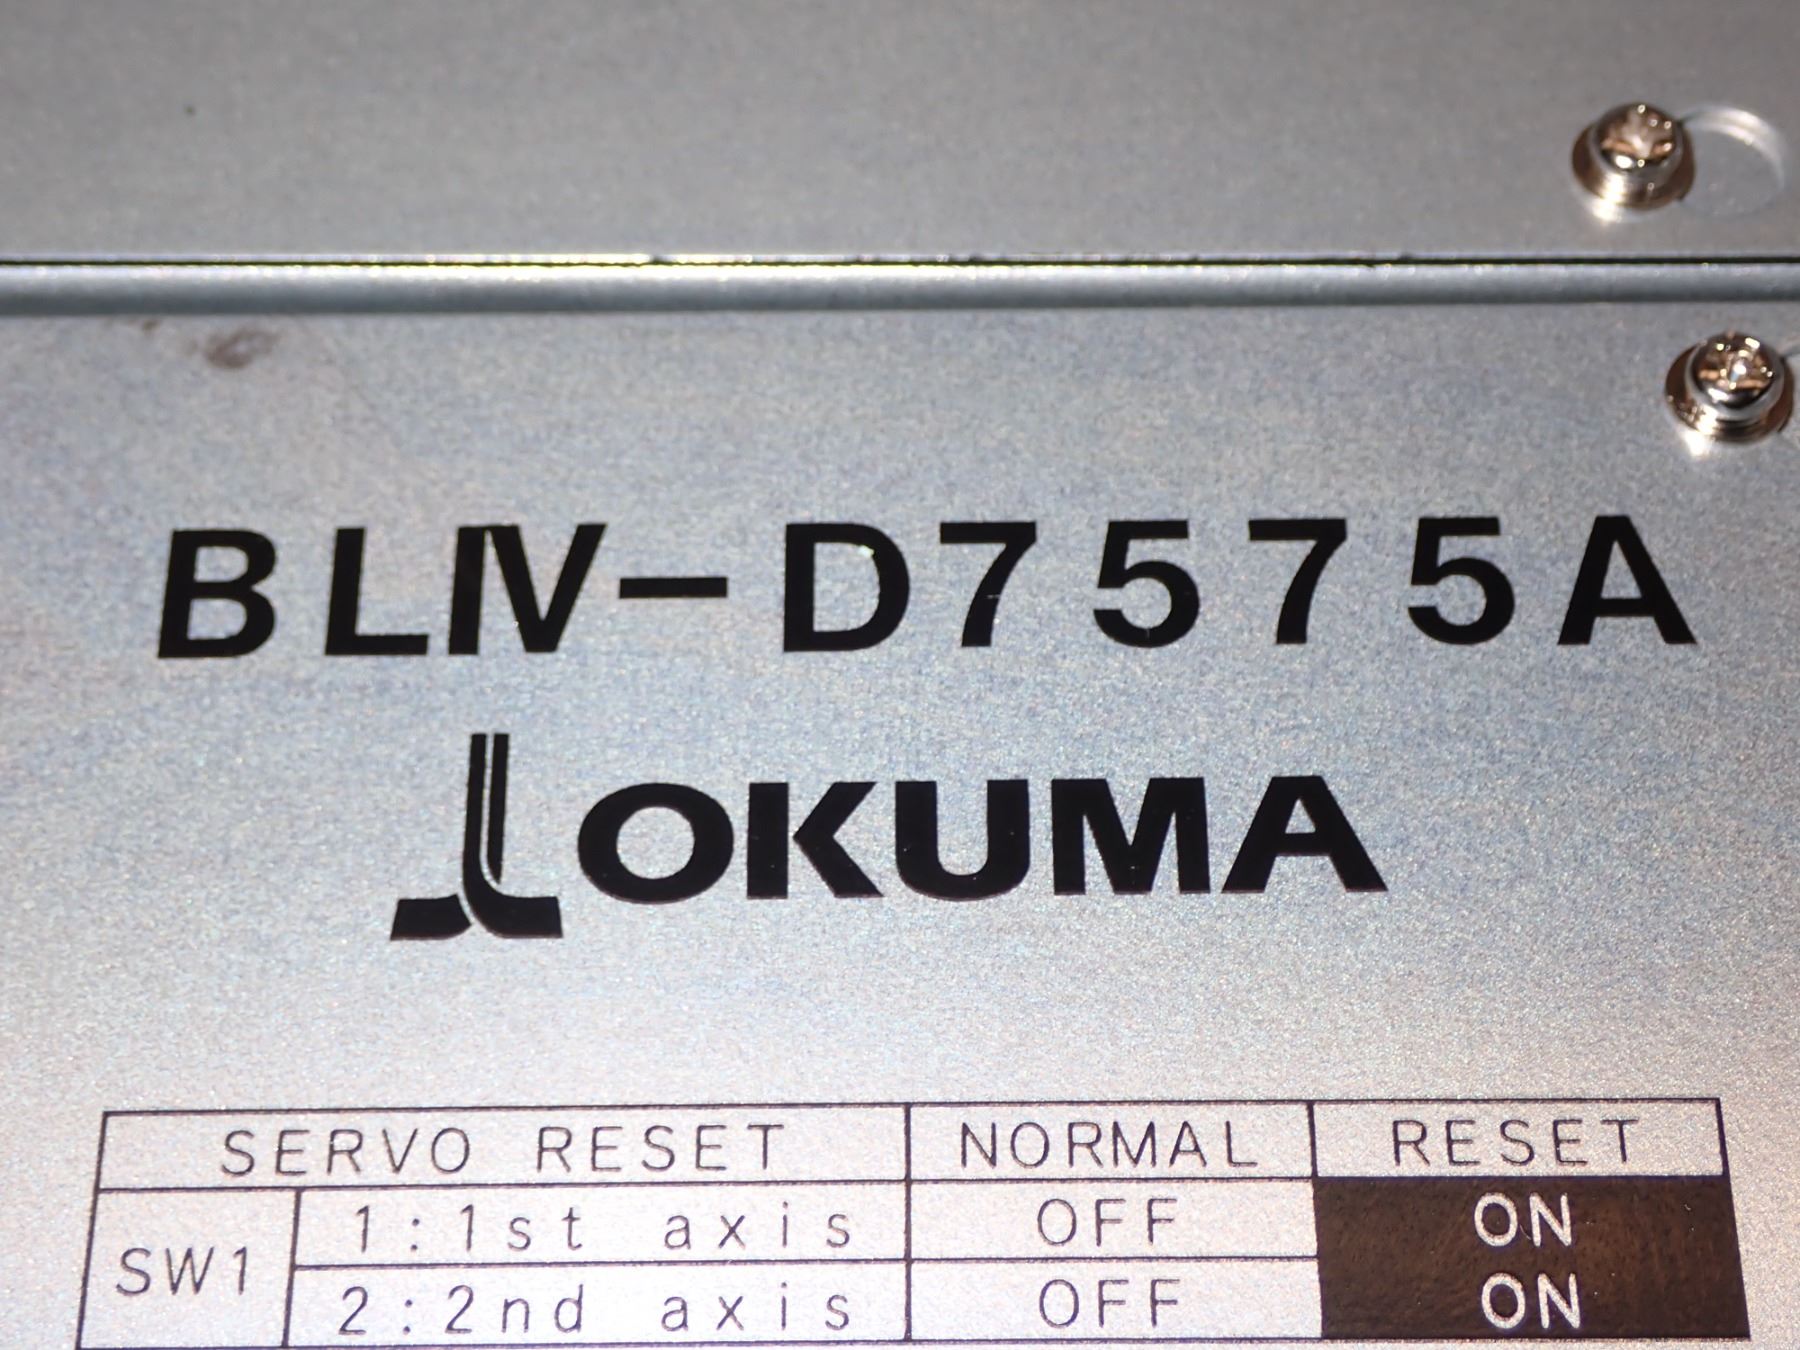 BLIV-D7575A
OKUMA
SERVO RESET NORMAL RESET
SW1 1:1st axis OFF ON
2:2nd axis OFF ON